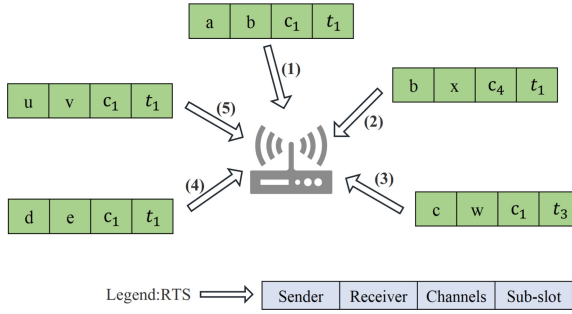 a b c₁ t₁
(1)
b x c₄ t₁
(2)
u v c₁ t₁
(5)
(4)
(3)
d e c₁ t₁
c w c₁ t₃
Legend:RTS Sender Receiver Channels Sub-slot